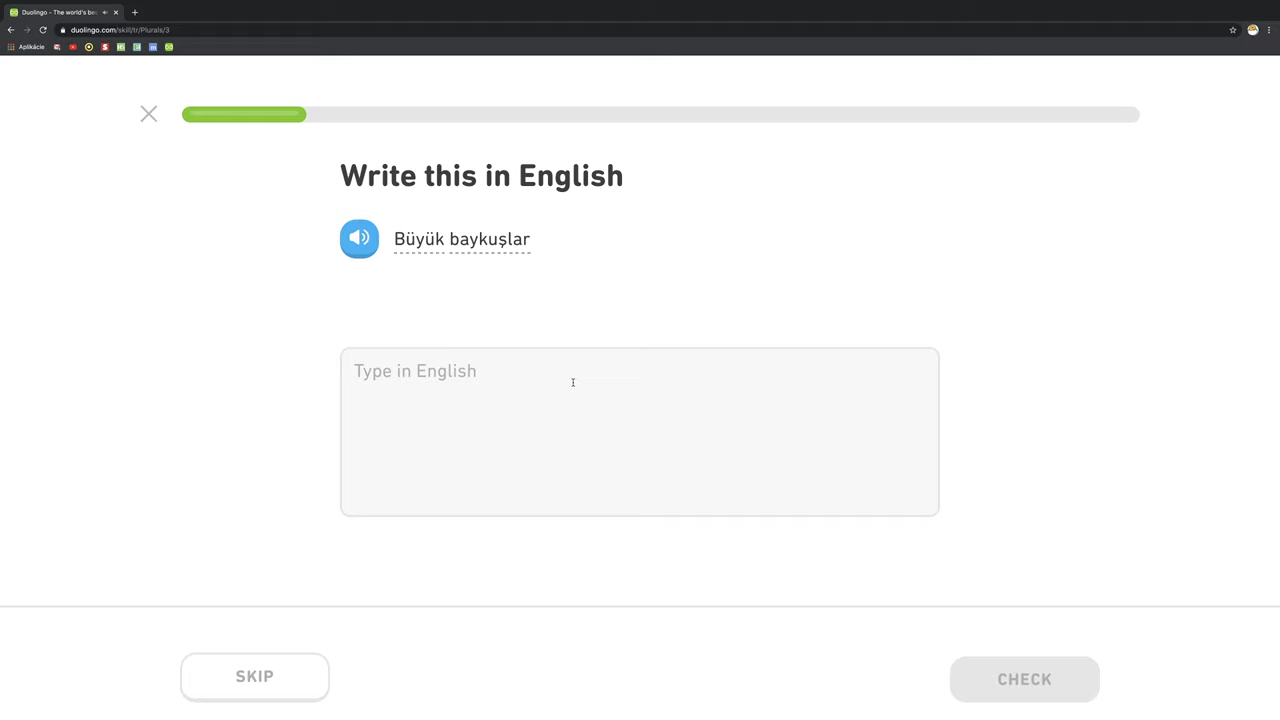 Duolingo - The world's bes
duolingo.com/skill/tr/Plurals/3
Aplikácie
Write this in English
Büyük baykuşlar
Type in English
SKIP
CHECK